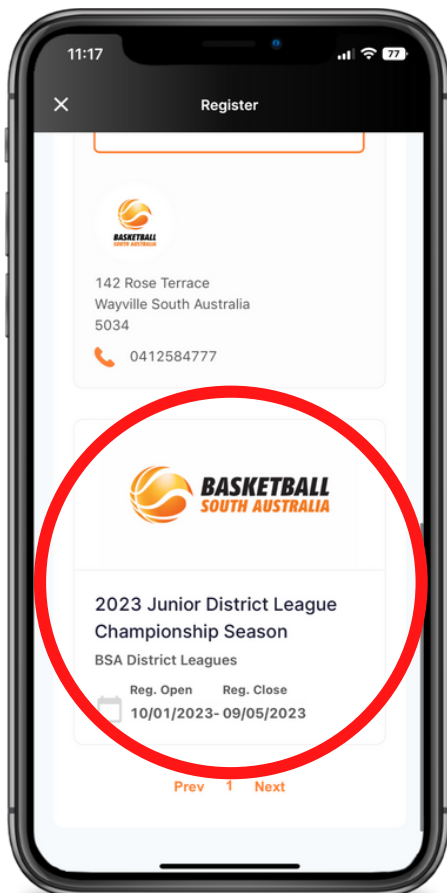 11:17
77
Register
BASKETBALL
SOUTH AUSTRALIA
142 Rose Terrace
Wayville South Australia
5034
0412584777
BASKETBALL
SOUTH AUSTRALIA
2023 Junior District League
Championship Season
BSA District Leagues
Reg. Open Reg. Close
10/01/2023- 09/05/2023
Prev 1 Next